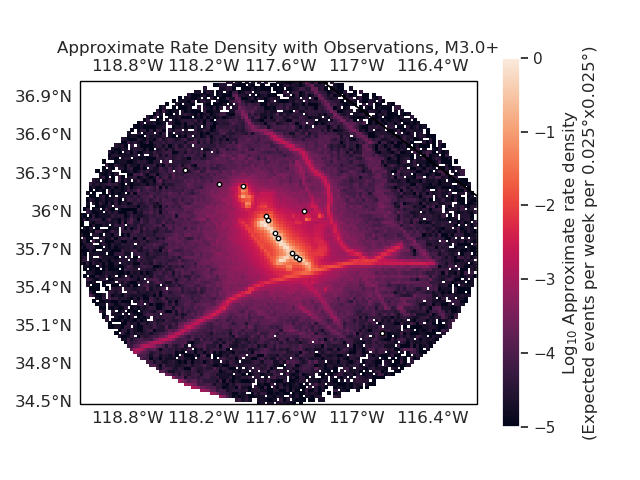 Approximate Rate Density with Observations, M3.0+
118.8°W 118.2°W 117.6°W 117°W 116.4°W
36.9°N
36.6°N
36.3°N
36°N
35.7°N
35.4°N
35.1°N
34.8°N
34.5°N
118.8°W 118.2°W 117.6°W 117°W 116.4°W
0
−1
−2
−3
−4
−5
Log₁₀ Approximate rate density
(Expected events per week per 0.025°x0.025°)